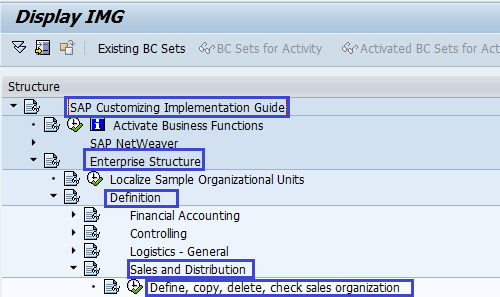 Display IMG
Existing BC Sets BC Sets for Activity Activated BC Sets for Act
Structure
SAP Customizing Implementation Guide
Activate Business Functions
SAP NetWeaver
Enterprise Structure
Localize Sample Organizational Units
Definition
Financial Accounting
Controlling
Logistics - General
Sales and Distribution
Define, copy, delete, check sales organization